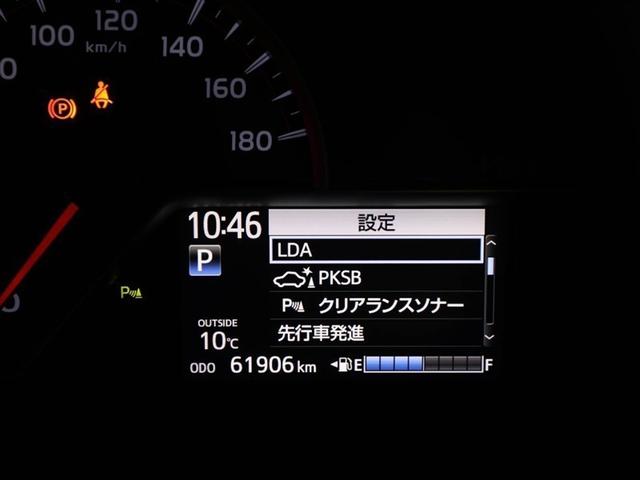 100
120
140
160
180
km/h
P
10:46
設定
LDA
P
PKSB
P クリアランスソナー
先行車発進
P
OUTSIDE
10℃
ODO 61906 km
E F